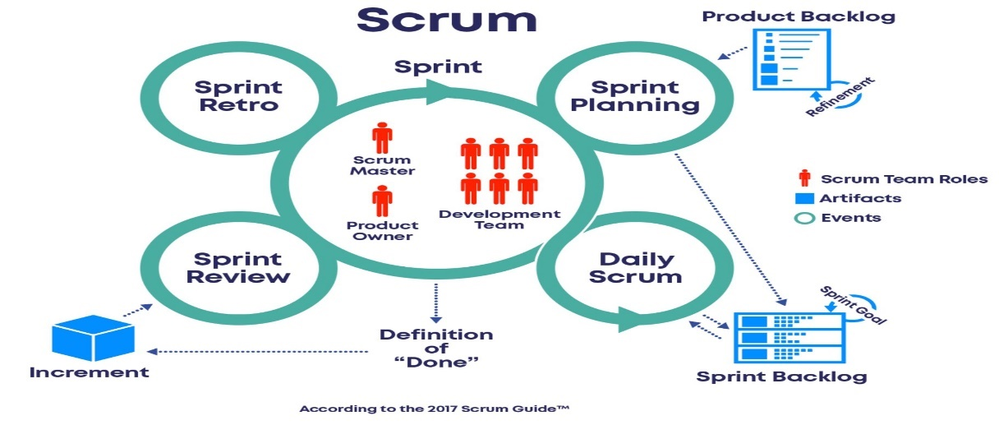 Scrum
Product Backlog
Sprint
Sprint
Retro
Sprint
Planning
Refinement
Scrum
Master
Product
Owner
Development
Team
Scrum Team Roles
Artifacts
Events
Sprint
Review
Daily
Scrum
Sprint Goal
Increment
Definition
of
“Done”
Sprint Backlog
According to the 2017 Scrum Guide™